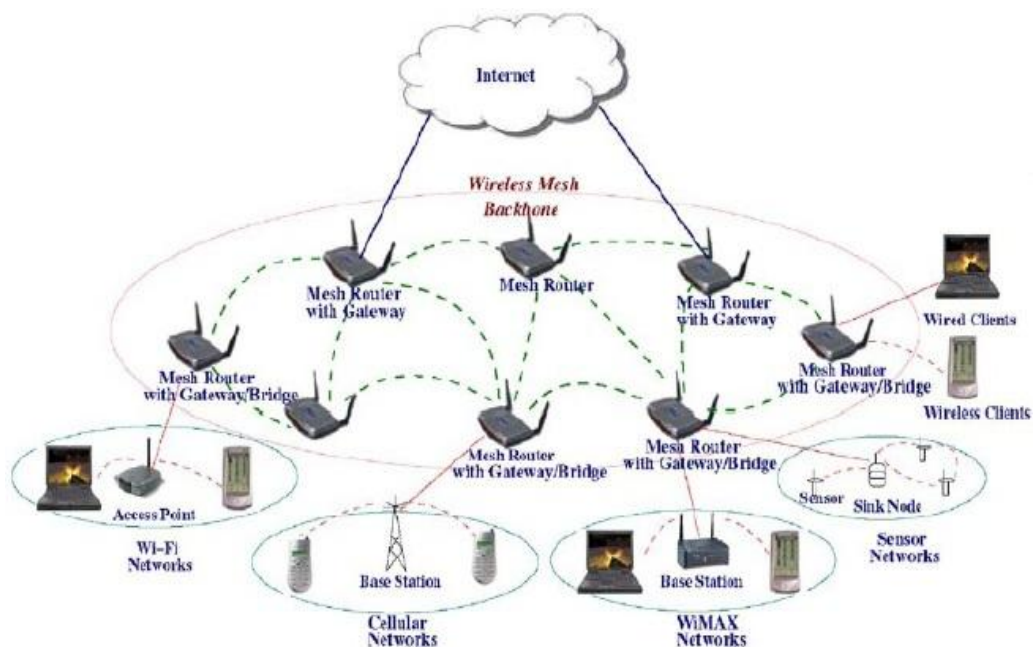 Internet
Wireless Mesh
Backbone
Mesh Router
with Gateway
Mesh Router
Mesh Router
with Gateway
Wired Clients
Mesh Router
with Gateway/Bridge
Mesh Router
with Gateway/Bridge
Wireless Clients
Mesh Router
with Gateway/Bridge
Mesh Router
with Gateway/Bridge
Access Point
Wi-Fi
Networks
Base Station
Cellular
Networks
Base Station
WiMAX
Networks
Sensor
Sink Node
Sensor
Networks